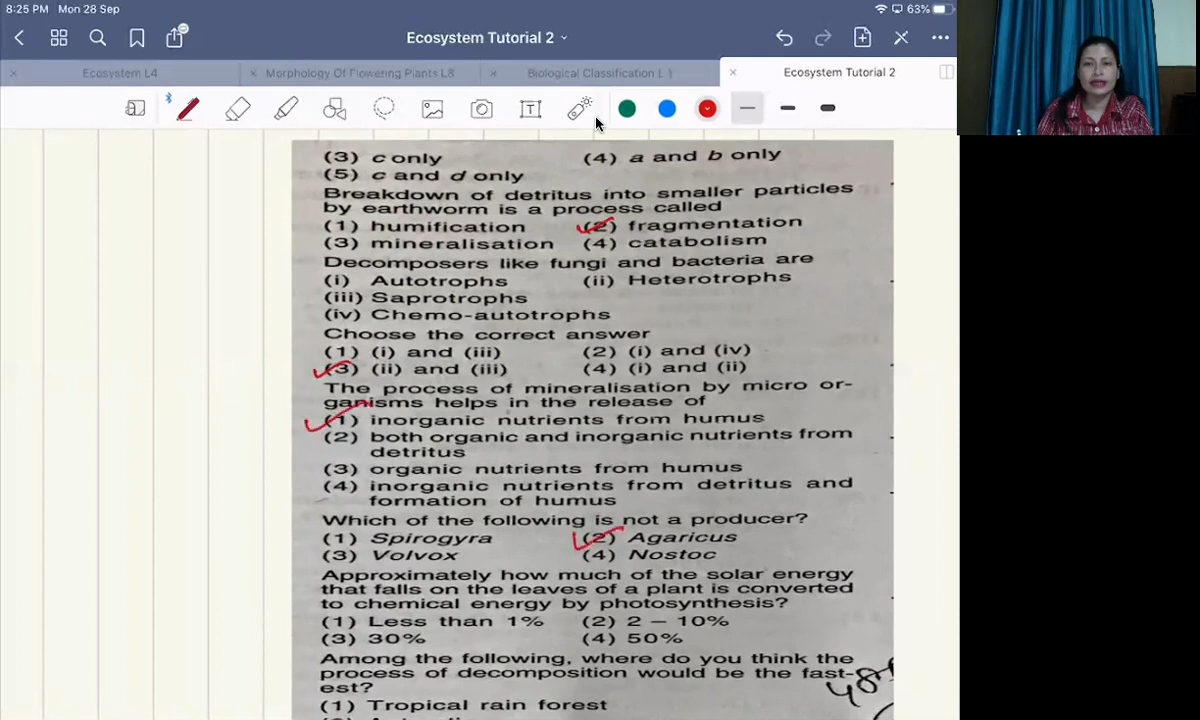 8:25 PM Mon 28 Sep
63%
Ecosystem Tutorial 2
Ecosystem L4
Morphology Of Flowering Plants L8
Biological Classification L 1
Ecosystem Tutorial 2
(3) c only (4) a and b only
(5) c and d only
Breakdown of detritus into smaller particles
by earthworm is a process called
(1) humification (2) fragmentation
(3) mineralisation (4) catabolism
Decomposers like fungi and bacteria are
(i) Autotrophs (ii) Heterotrophs
(iii) Saprotrophs
(iv) Chemo-autotrophs
Choose the correct answer
(1) (i) and (iii) (2) (i) and (iv)
(3) (ii) and (iii) (4) (i) and (ii)
The process of mineralisation by micro or-
ganisms helps in the release of
(1) inorganic nutrients from humus
(2) both organic and inorganic nutrients from
detritus
(3) organic nutrients from humus
(4) inorganic nutrients from detritus and
formation of humus
Which of the following is not a producer?
(1) Spirogyra (2) Agaricus
(3) Volvox (4) Nostoc
Approximately how much of the solar energy
that falls on the leaves of a plant is converted
to chemical energy by photosynthesis?
(1) Less than 1% (2) 2 – 10%
(3) 30% (4) 50%
Among the following, where do you think the
process of decomposition would be the fast-
est?
(1) Tropical rain forest